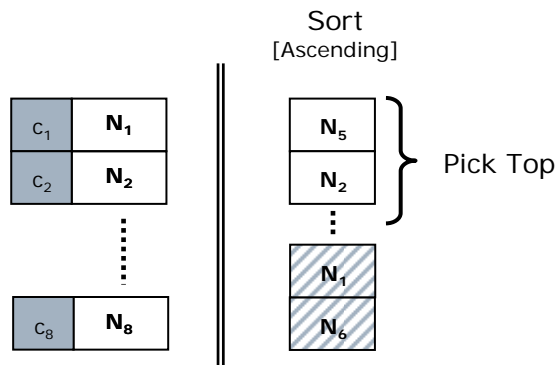 Sort
[Ascending]
C₁ N₁
C₂ N₂
C₈ N₈
N₅
N₂
N₁
N₆
Pick Top